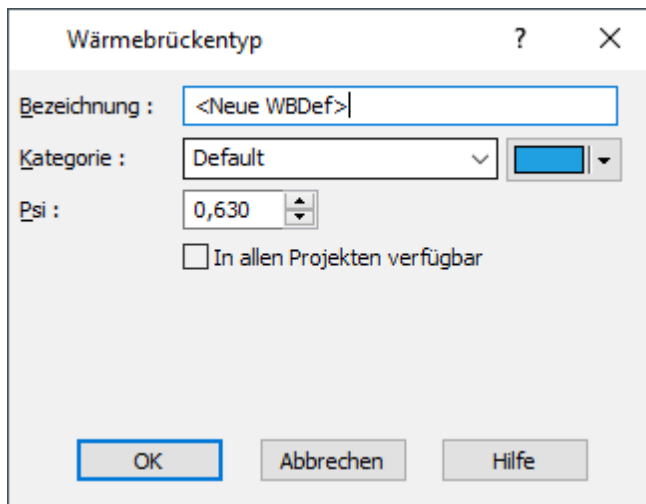 Wärmebrückentyp ?
Bezeichnung : <Neue WBDef>
Kategorie : Default
Psi : 0,630
In allen Projekten verfügbar
OK Abbrechen Hilfe